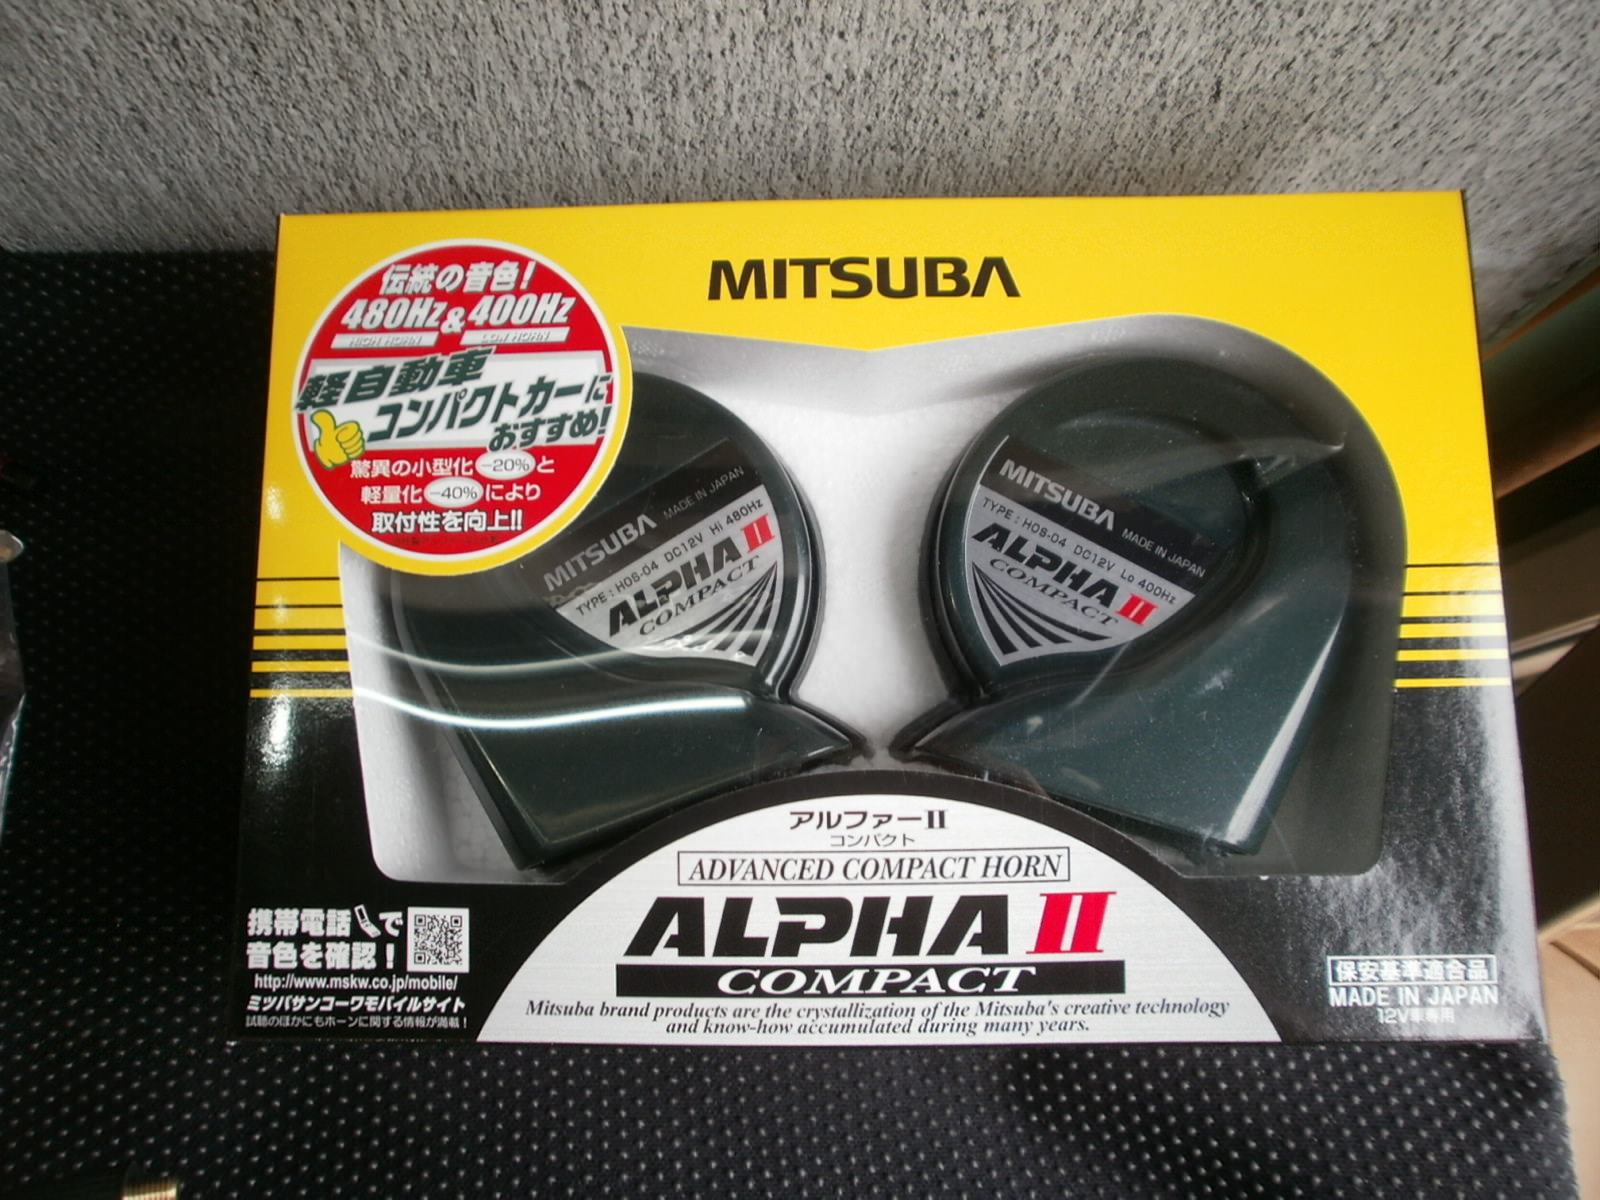 MITSUBA
伝統の音色!
480Hz & 400Hz
HIGH HORN LOW HORN
軽自動車
コンパクトカーに
おすすめ!
驚異の小型化 -20% と
軽量化 -40% により
取付性を向上!!
MITSUBA MADE IN JAPAN
TYPE : HOS-04 DC12V Hi 480Hz
ALPHA II
COMPACT
MITSUBA MADE IN JAPAN
TYPE : HOS-04 DC12V Lo 400Hz
ALPHA II
COMPACT
アルファーII
コンパクト
ADVANCED COMPACT HORN
ALPHA II
COMPACT
Mitsuba brand products are the crystallization of the Mitsuba's creative technology
and know-how accumulated during many years.
携帯電話で
音色を確認!
http://www.mskw.co.jp/mobile/
ミツバサンコーワモバイルサイト
試聴のほかにもホーンに関する情報が満載!
保安基準適合品
MADE IN JAPAN
12V車専用